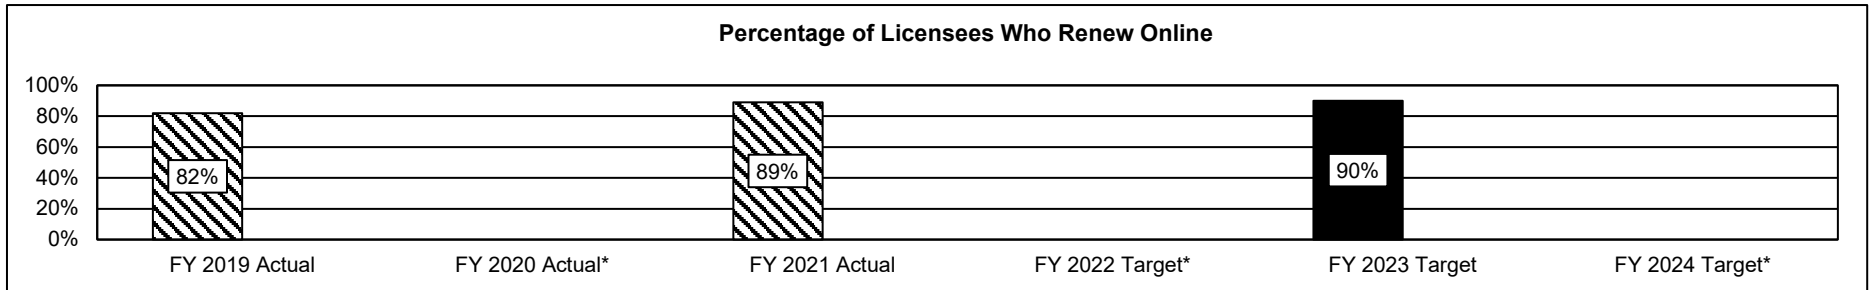 Percentage of Licensees Who Renew Online
100%
80%
60%
40%
20%
0%
82%
89%
90%
FY 2019 Actual
FY 2020 Actual*
FY 2021 Actual
FY 2022 Target*
FY 2023 Target
FY 2024 Target*